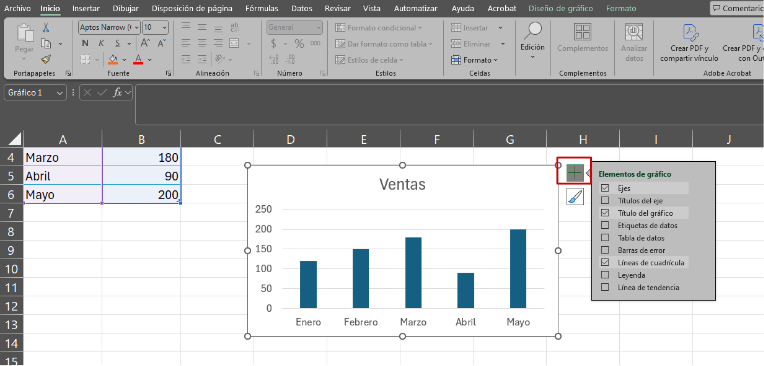 Archivo Inicio Insertar Dibujar Disposición de página Fórmulas Datos Revisar Vista Automatizar Ayuda Acrobat Diseño de gráfico Formato Comentario
Aptos Narrow ( 10 General Formato condicional Insertar
Pegar N K S A A $ % 000 Dar formato como tabla Eliminar Edición Complementos Analizar datos Crear PDF y compartir vínculo Crear PDF y con Out
A Estilos de celda Formato
Portapapeles Fuente Alineación Número Estilos Celdas Complementos Adobe Acrobat
Gráfico 1 fx
A B C D E F G H I J
4 Marzo 180
5 Abril 90
6 Mayo 200
7
8
9
10
11
12
13
14
15
Ventas
250
200
150
100
50
0
Enero Febrero Marzo Abril Mayo
Elementos de gráfico
Ejes
Títulos del eje
Título del gráfico
Etiquetas de datos
Tabla de datos
Barras de error
Líneas de cuadrícula
Leyenda
Línea de tendencia